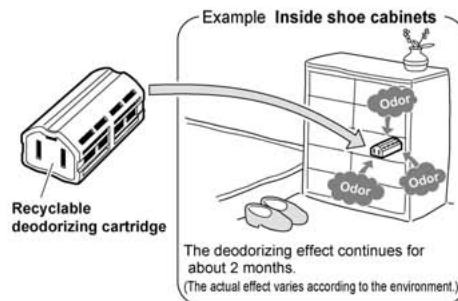 Example Inside shoe cabinets
Odor
Odor
Odor
Recyclable
deodorizing cartridge
The deodorizing effect continues for
about 2 months.
(The actual effect varies according to the environment.)